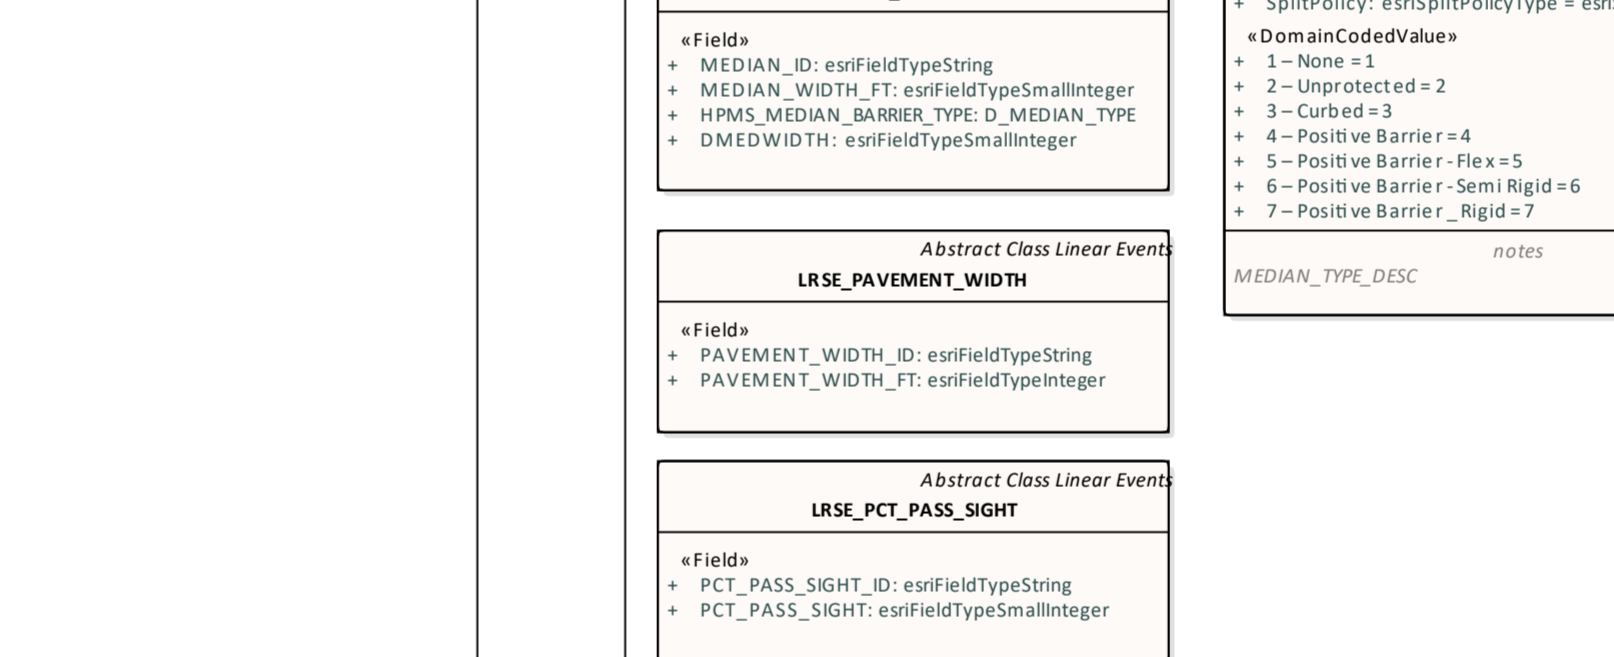 «Field»
+ MEDIAN_ID: esriFieldTypeString
+ MEDIAN_WIDTH_FT: esriFieldTypeSmallInteger
+ HPMS_MEDIAN_BARRIER_TYPE: D_MEDIAN_TYPE
+ DMEDWIDTH: esriFieldTypeSmallInteger
Abstract Class Linear Events
LRSE_PAVEMENT_WIDTH
«Field»
+ PAVEMENT_WIDTH_ID: esriFieldTypeString
+ PAVEMENT_WIDTH_FT: esriFieldTypeInteger
Abstract Class Linear Events
LRSE_PCT_PASS_SIGHT
«Field»
+ PCT_PASS_SIGHT_ID: esriFieldTypeString
+ PCT_PASS_SIGHT: esriFieldTypeSmallInteger
+ SplitPolicy: esriSplitPolicyType =
«DomainCodedValue»
+ 1 – None = 1
+ 2 – Unprotected = 2
+ 3 – Curbed = 3
+ 4 – Positive Barrier = 4
+ 5 – Positive Barrier - Flex = 5
+ 6 – Positive Barrier - Semi Rigid = 6
+ 7 – Positive Barrier _ Rigid = 7
notes
MEDIAN_TYPE_DESC